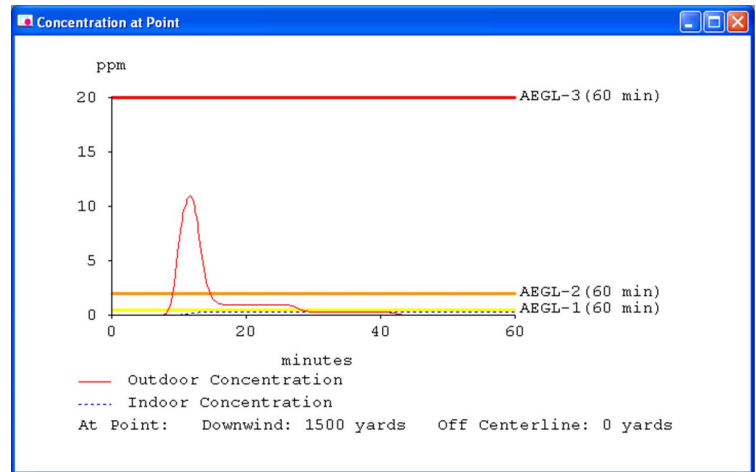 Concentration at Point
ppm
20
AEGL-3(60 min)
15
10
5
AEGL-2(60 min)
AEGL-1(60 min)
0
0 20 40 60
minutes
Outdoor Concentration
Indoor Concentration
At Point: Downwind: 1500 yards Off Centerline: 0 yards